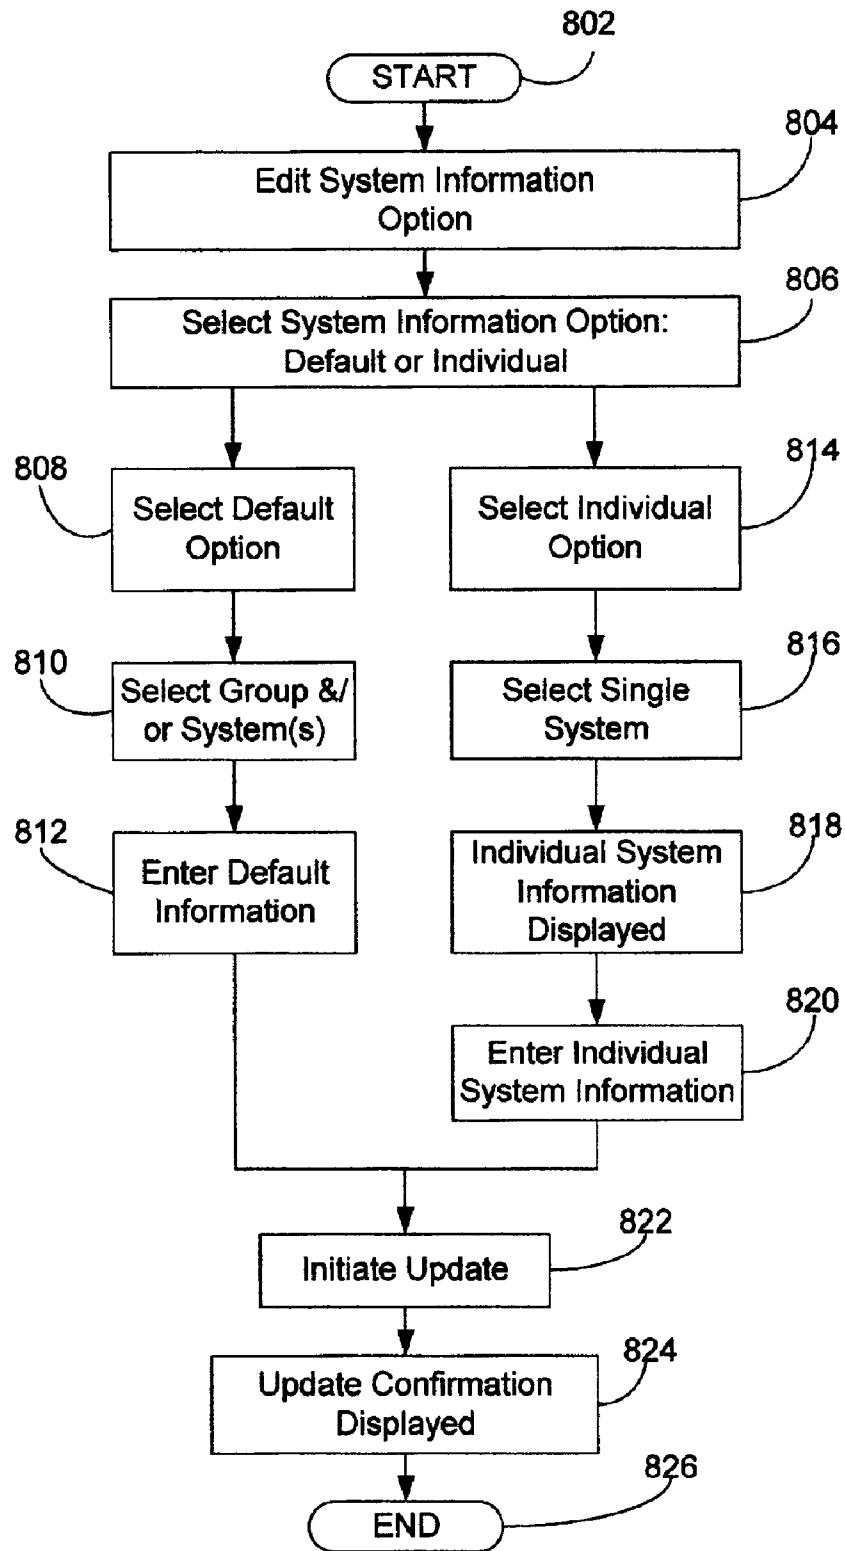 802
START
804
Edit System Information
Option
806
Select System Information Option:
Default or Individual
808
Select Default
Option
814
Select Individual
Option
810
Select Group &/
or System(s)
816
Select Single
System
812
Enter Default
Information
818
Individual System
Information
Displayed
820
Enter Individual
System Information
822
Initiate Update
824
Update Confirmation
Displayed
826
END